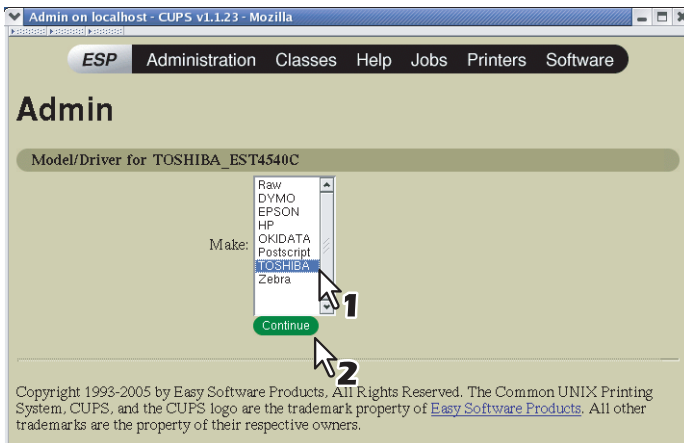 Admin on localhost - CUPS v1.1.23 - Mozilla
ESP Administration Classes Help Jobs Printers Software
Admin
Model/Driver for TOSHIBA_EST4540C
Raw
DYMO
EPSON
HP
Make: OKIDATA
Postscript
TOSHIBA
Zebra
1
Continue
2
Copyright 1993-2005 by Easy Software Products, All Rights Reserved. The Common UNIX Printing
System, CUPS, and the CUPS logo are the trademark property of Easy Software Products. All other
trademarks are the property of their respective owners.